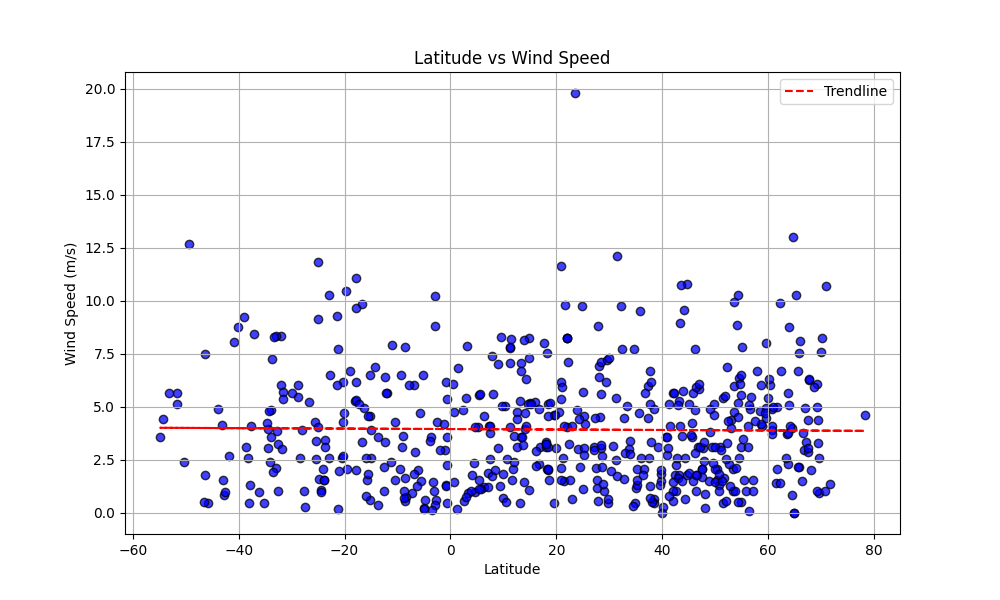 Latitude vs Wind Speed
Trendline
20.0
17.5
15.0
12.5
10.0
7.5
5.0
2.5
0.0
Wind Speed (m/s)
−60 −40 −20 0 20 40 60 80
Latitude